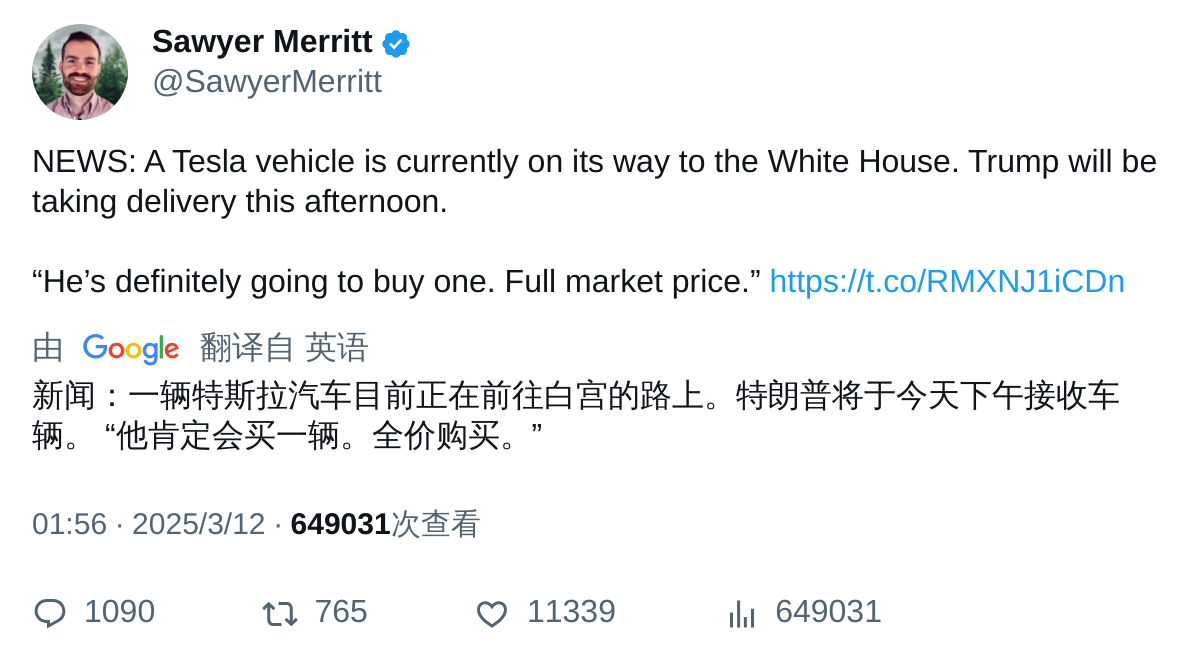 Sawyer Merritt
@SawyerMerritt
NEWS: A Tesla vehicle is currently on its way to the White House. Trump will be
taking delivery this afternoon.
“He’s definitely going to buy one. Full market price.” https://t.co/RMXNJ1iCDn
由 Google 翻译自 英语
新闻：一辆特斯拉汽车目前正在前往白宫的路上。特朗普将于今天下午接收车
辆。 “他肯定会买一辆。全价购买。”
01:56 · 2025/3/12 · 649031次查看
1090 765 11339 649031